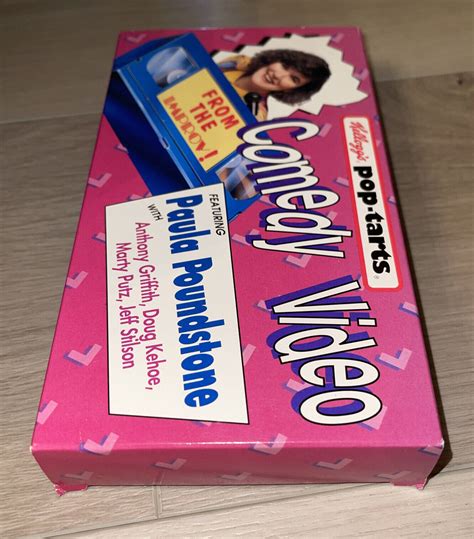 Kellogg's
pop·tarts
Comedy Video
FROM
THE
IMPROV!
FEATURING
Paula Poundstone
WITH
Anthony Griffith, Doug Kehoe,
Marty Putz, Jeff Stilson